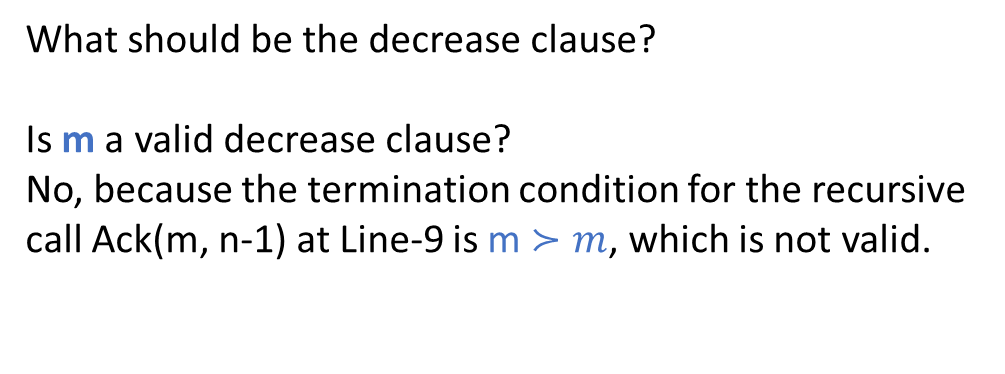 What should be the decrease clause?
Is m a valid decrease clause?
No, because the termination condition for the recursive
call Ack(m, n-1) at Line-9 is m ≻ m, which is not valid.